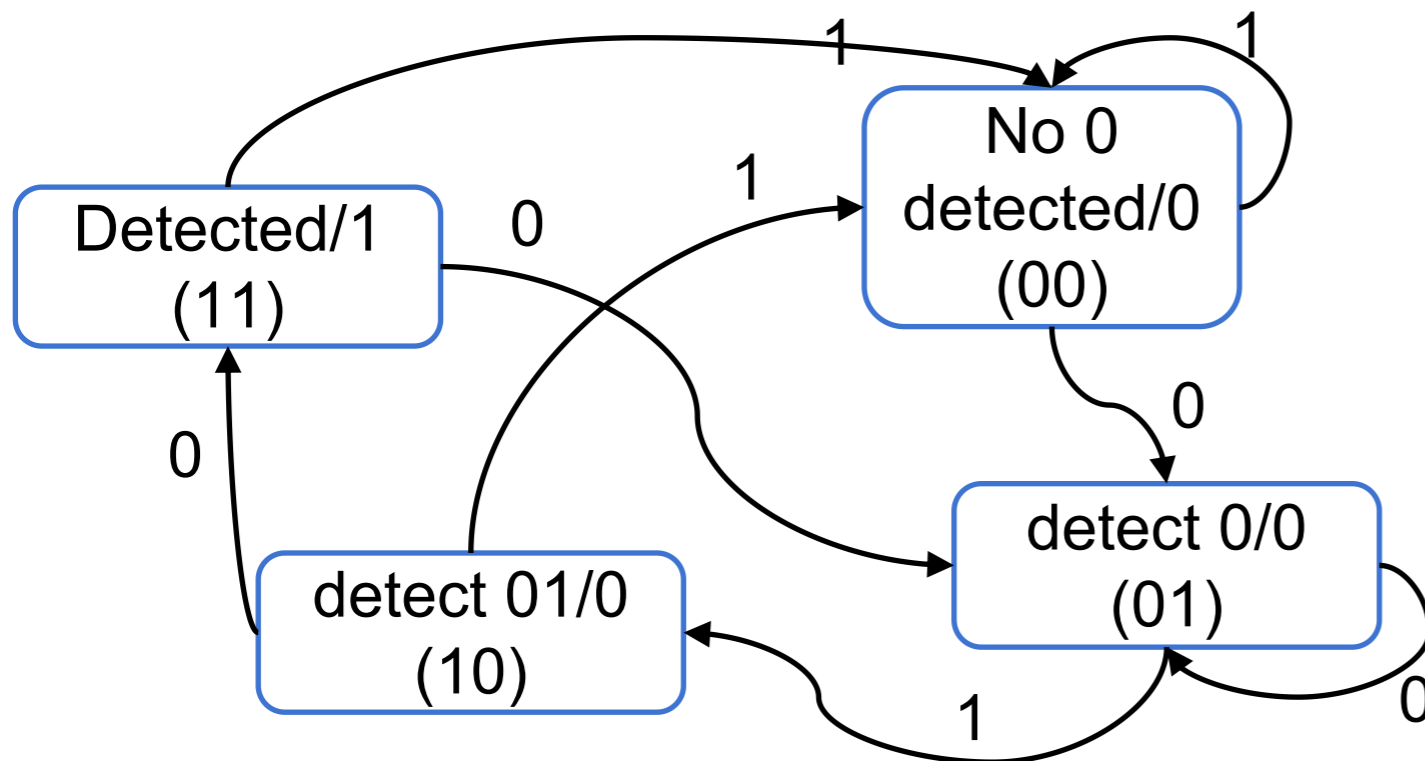 1
1
No 0
detected/0
(00)
1
Detected/1
(11)
0
0
0
detect 0/0
(01)
detect 01/0
(10)
1
0